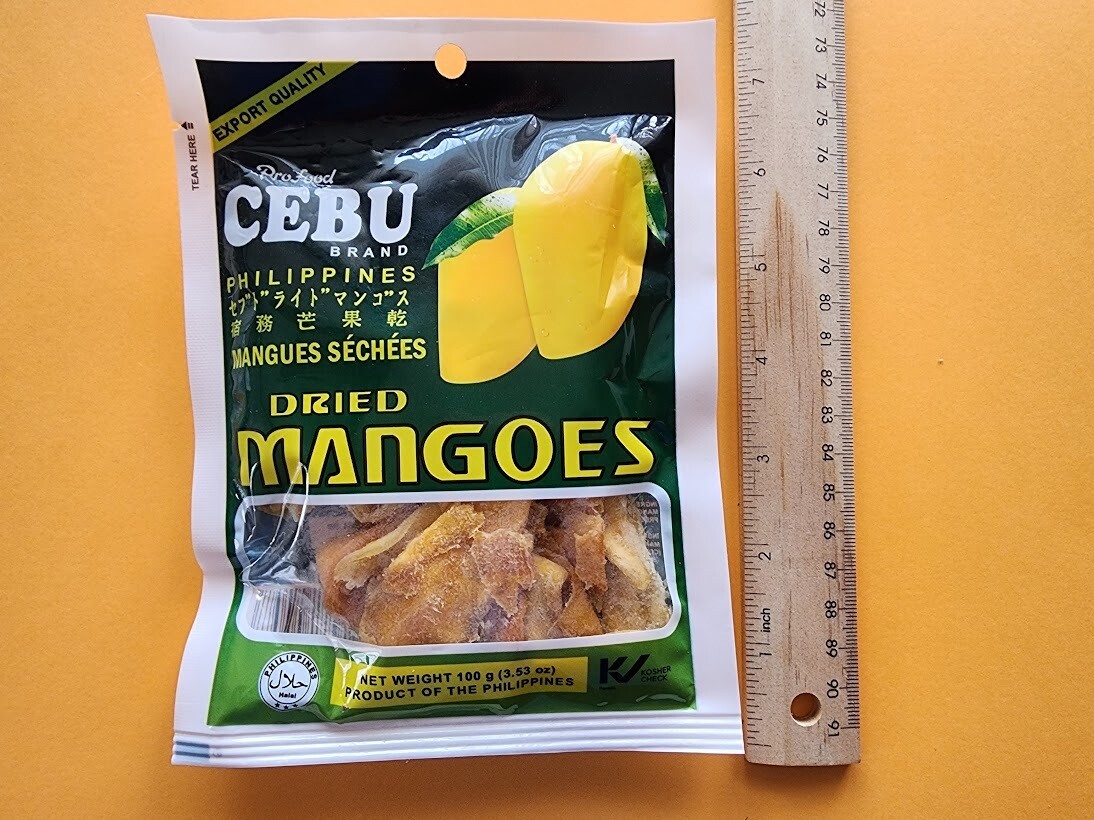 EXPORT QUALITY
TEAR HERE
Profood
CEBU
BRAND
PHILIPPINES
セブ"ト"ライト"マンコ"ス
宿務芒果乾
MANGUES SÉCHÉES
DRIED
MANGOES
PHILIPPINES
حلال
Halal
NET WEIGHT 100 g (3.53 oz)
PRODUCT OF THE PHILIPPINES
KOSHER
CHECK
72
73
74
75
76
77
78
79
80
81
82
83
84
85
86
87
88
89
90
91
7
6
5
4
3
2
1
inch